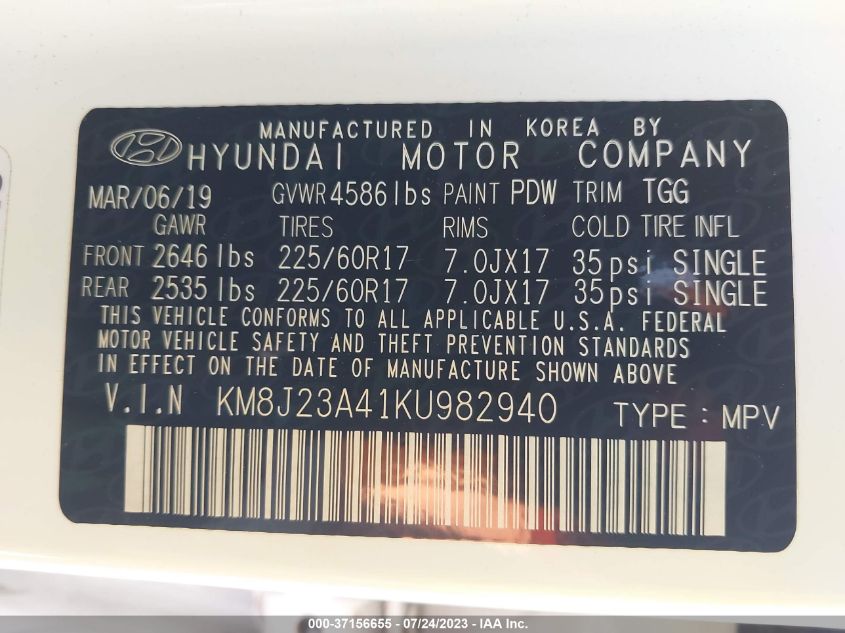 MANUFACTURED IN KOREA BY
HYUNDAI MOTOR COMPANY
MAR/06/19 GVWR 4586 lbs PAINT PDW TRIM TGG
GAWR TIRES RIMS COLD TIRE INFL
FRONT 2646 lbs 225/60R17 7.0JX17 35 psi SINGLE
REAR 2535 lbs 225/60R17 7.0JX17 35 psi SINGLE
THIS VEHICLE CONFORMS TO ALL APPLICABLE U.S.A. FEDERAL
MOTOR VEHICLE SAFETY AND THEFT PREVENTION STANDARDS
IN EFFECT ON THE DATE OF MANUFACTURE SHOWN ABOVE
V.I.N KM8J23A41KU982940 TYPE : MPV
000-37156655 - 07/24/2023 - IAA Inc.